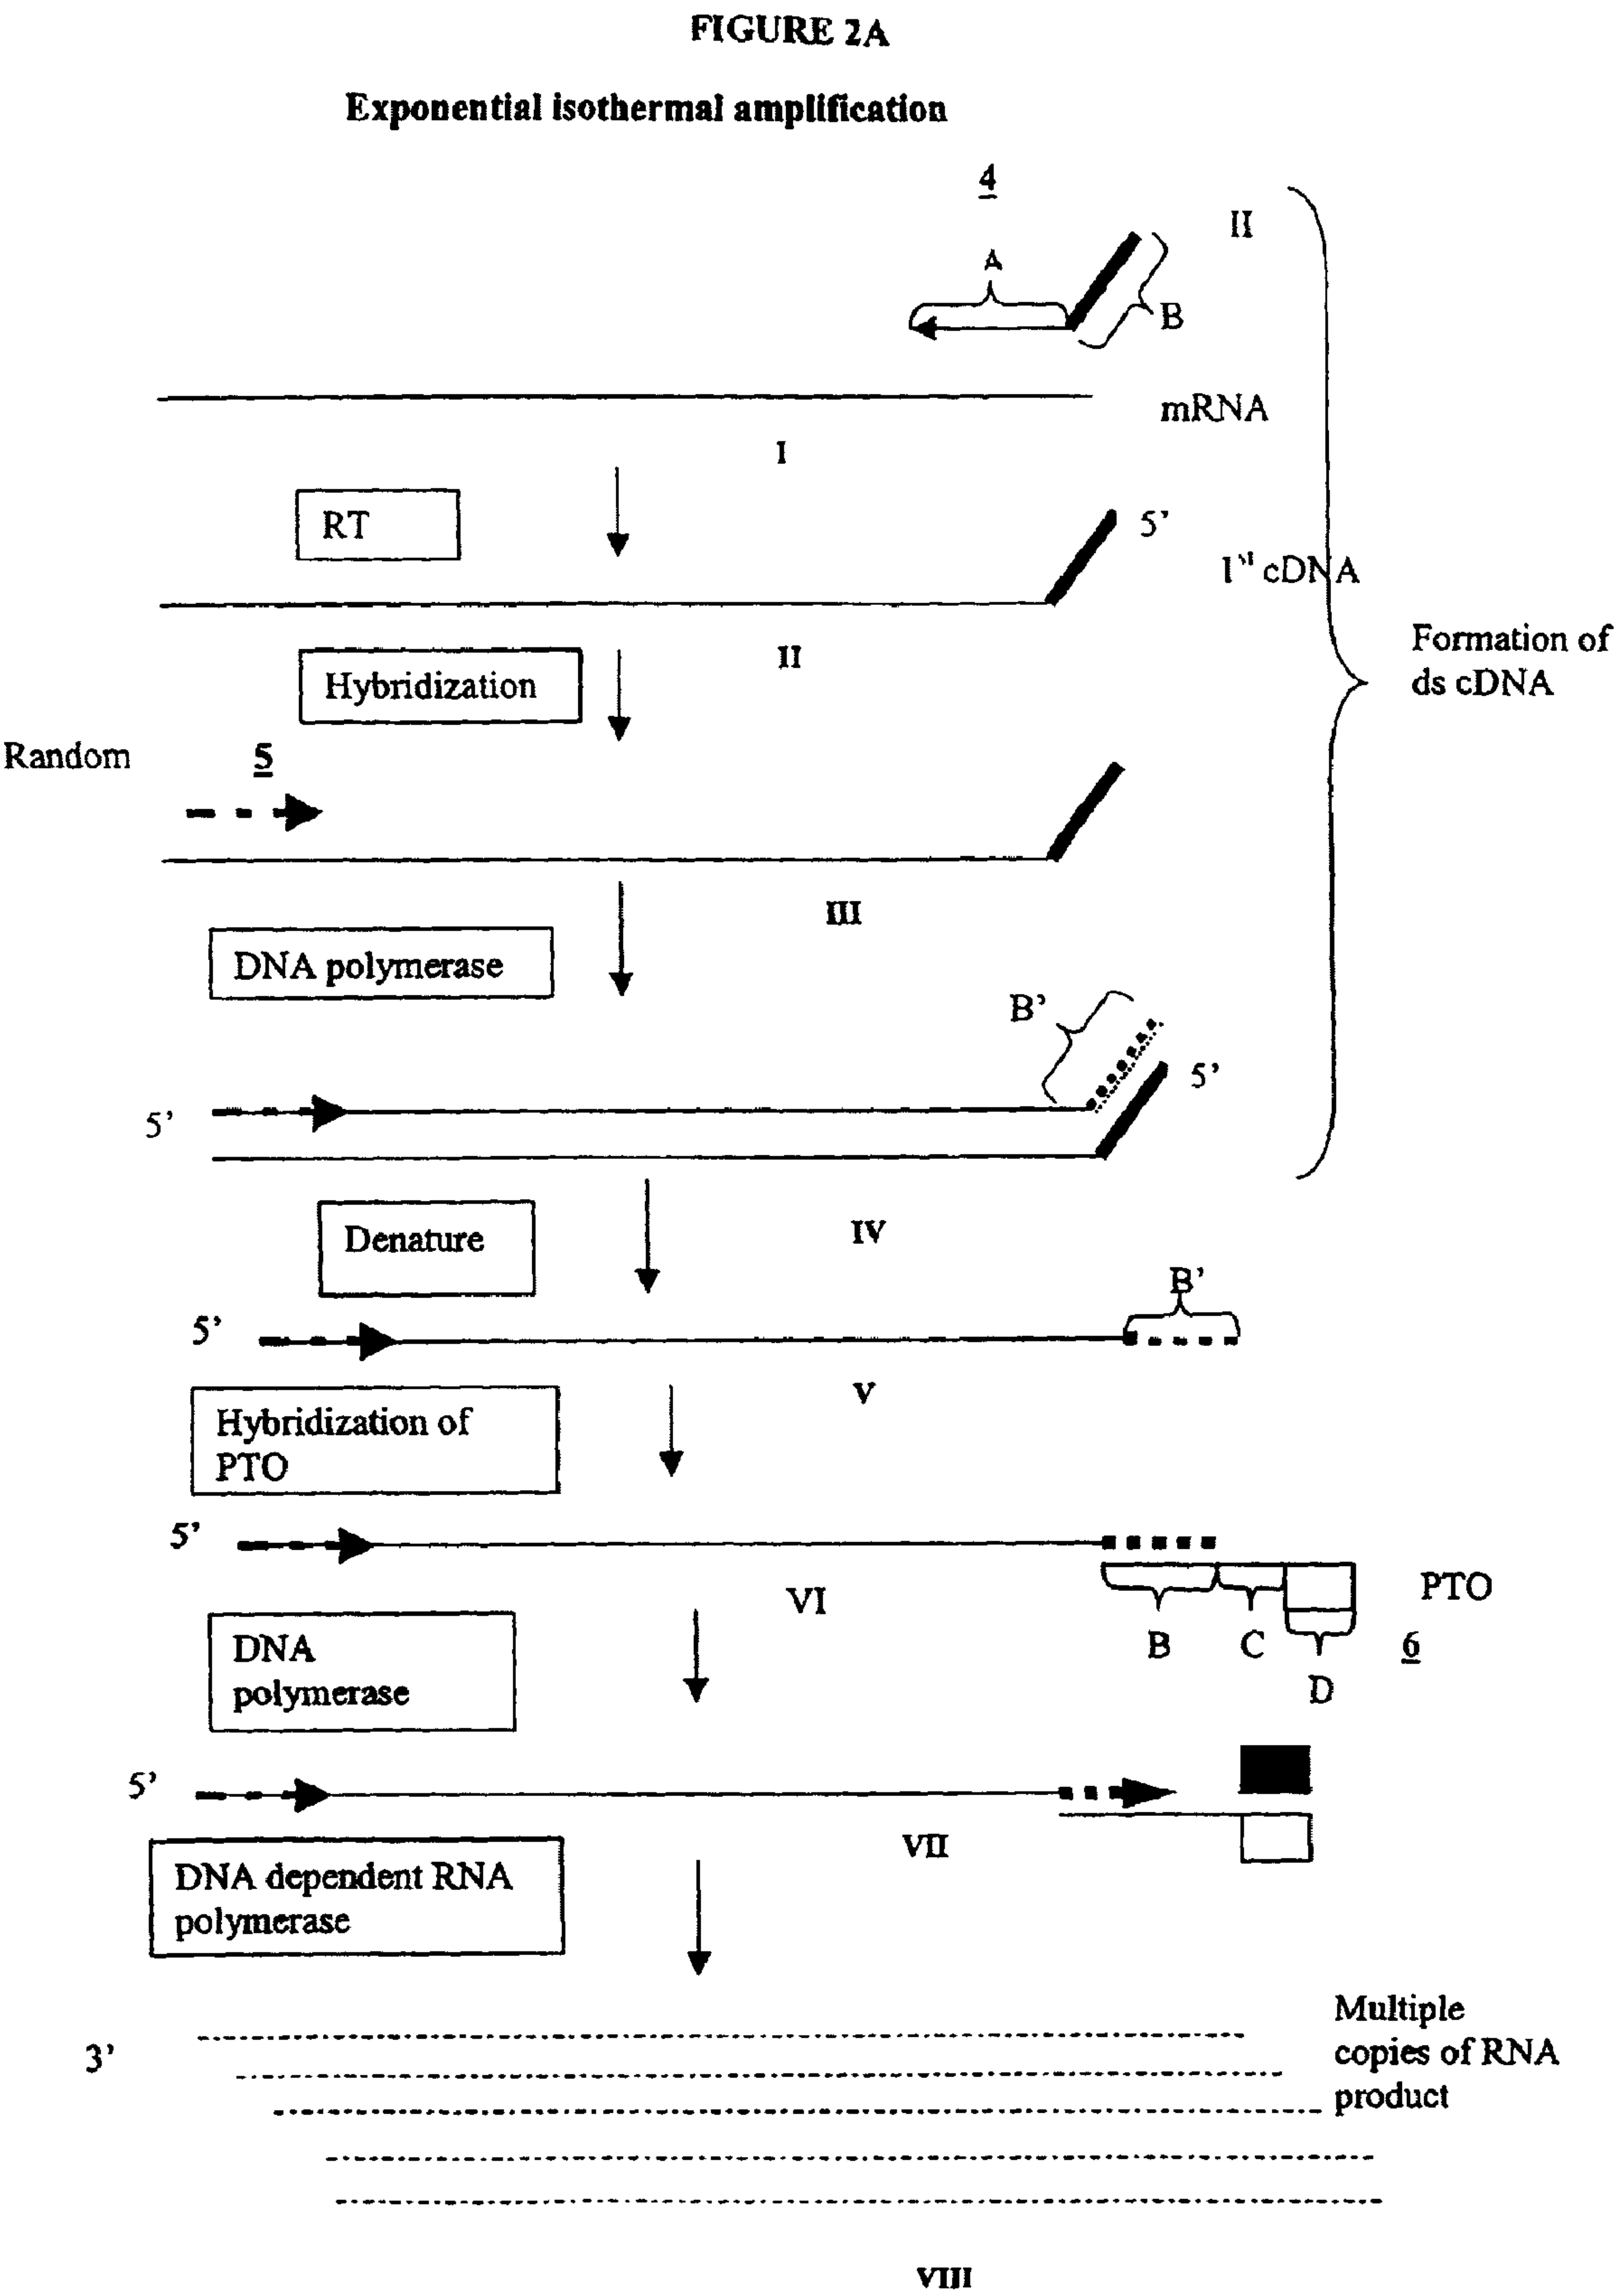 FIGURE 2A
Exponential isothermal amplification
4
II
A
B
mRNA
I
RT
5’
1st cDNA
Formation of
ds cDNA
II
Hybridization
Random
5
III
DNA polymerase
B’
5’
5’
Denature
IV
B’
5’
V
Hybridization of
PTO
5’
PTO
VI
B
C
6
D
DNA
polymerase
5’
VII
DNA dependent RNA
polymerase
3’
Multiple
copies of RNA
product
VIII